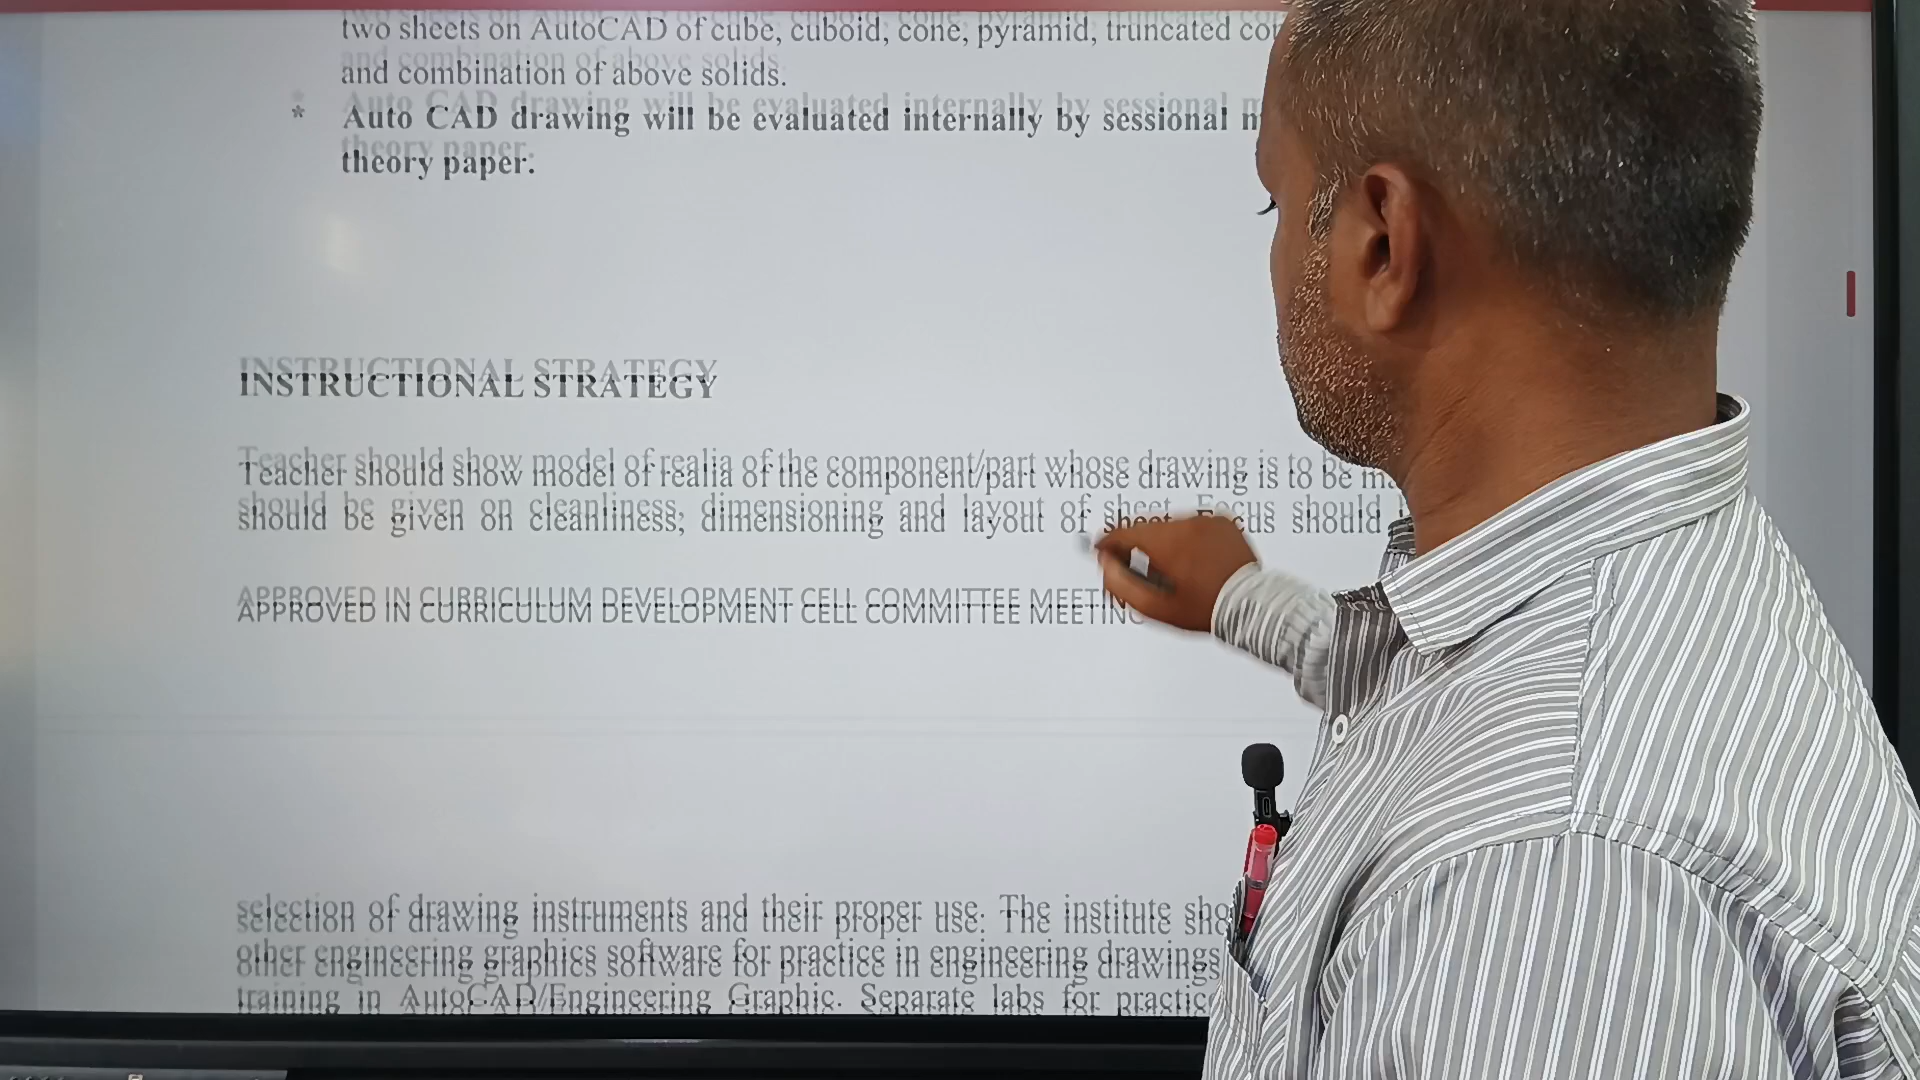 two sheets on AutoCAD of cube, cuboid, cone, pyramid, truncated
and combination of above solids.
* Auto CAD drawing will be evaluated internally by sessional
theory paper.
INSTRUCTIONAL STRATEGY
Teacher should show model of realia of the component/part whose drawing is to be
should be given on cleanliness, dimensioning and layout of sheet. Focus should
APPROVED IN CURRICULUM DEVELOPMENT CELL COMMITTEE MEETING
selection of drawing instruments and their proper use. The institute
other engineering graphics software for practice in engineering drawings
training in AutoCAD/Engineering Graphic. Separate labs for practice